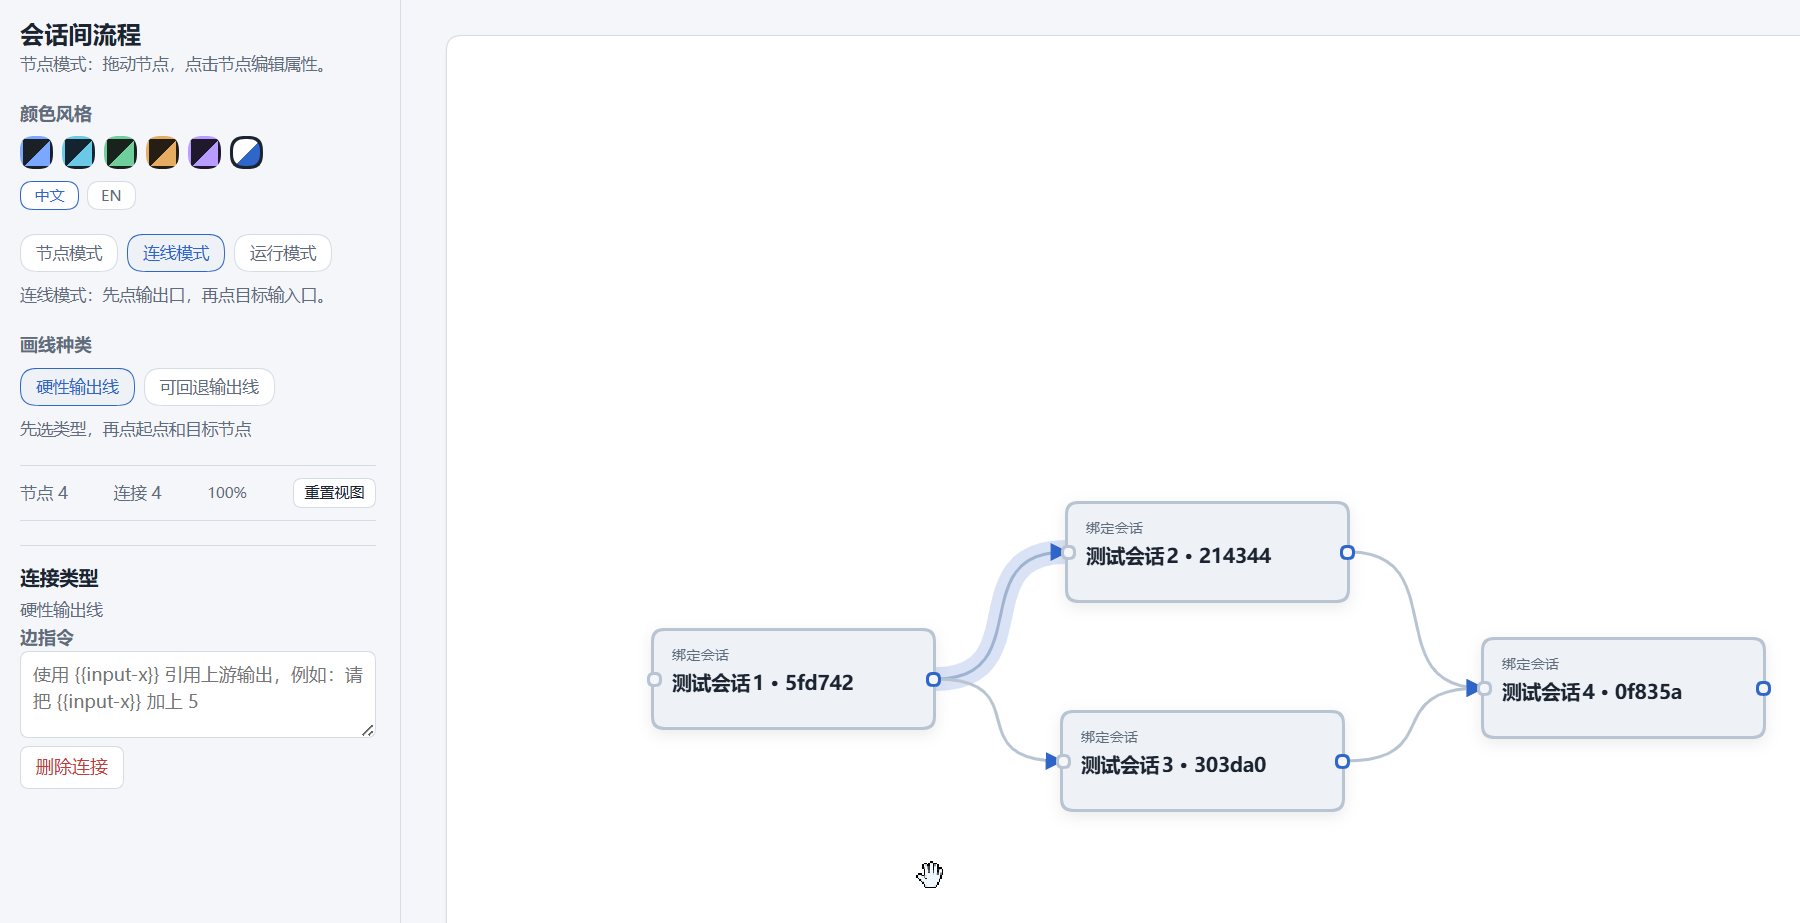 会话间流程
节点模式：拖动节点，点击节点编辑属性。
颜色风格
中文 EN
节点模式 连线模式 运行模式
连线模式：先点输出口，再点目标输入口。
画线种类
硬性输出线 可回退输出线
先选类型，再点起点和目标节点
节点 4 连接 4 100% 重置视图
连接类型
硬性输出线
边指令
使用 {{input-x}} 引用上游输出，例如：请
把 {{input-x}} 加上 5
删除连接
绑定会话
测试会话1 • 5fd742
绑定会话
测试会话2 • 214344
绑定会话
测试会话3 • 303da0
绑定会话
测试会话4 • 0f835a